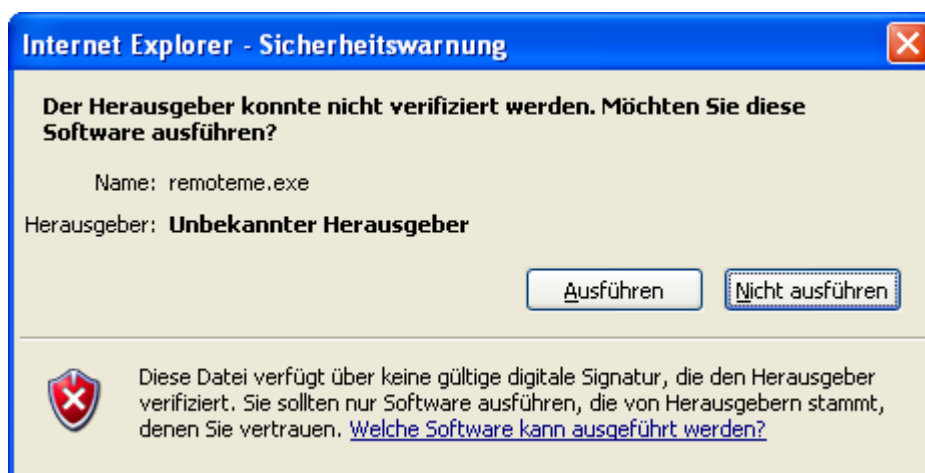 Internet Explorer - Sicherheitswarnung
Der Herausgeber konnte nicht verifiziert werden. Möchten Sie diese
Software ausführen?
Name: remoteme.exe
Herausgeber: Unbekannter Herausgeber
Ausführen Nicht ausführen
Diese Datei verfügt über keine gültige digitale Signatur, die den Herausgeber
verifiziert. Sie sollten nur Software ausführen, die von Herausgebern stammt,
denen Sie vertrauen. Welche Software kann ausgeführt werden?